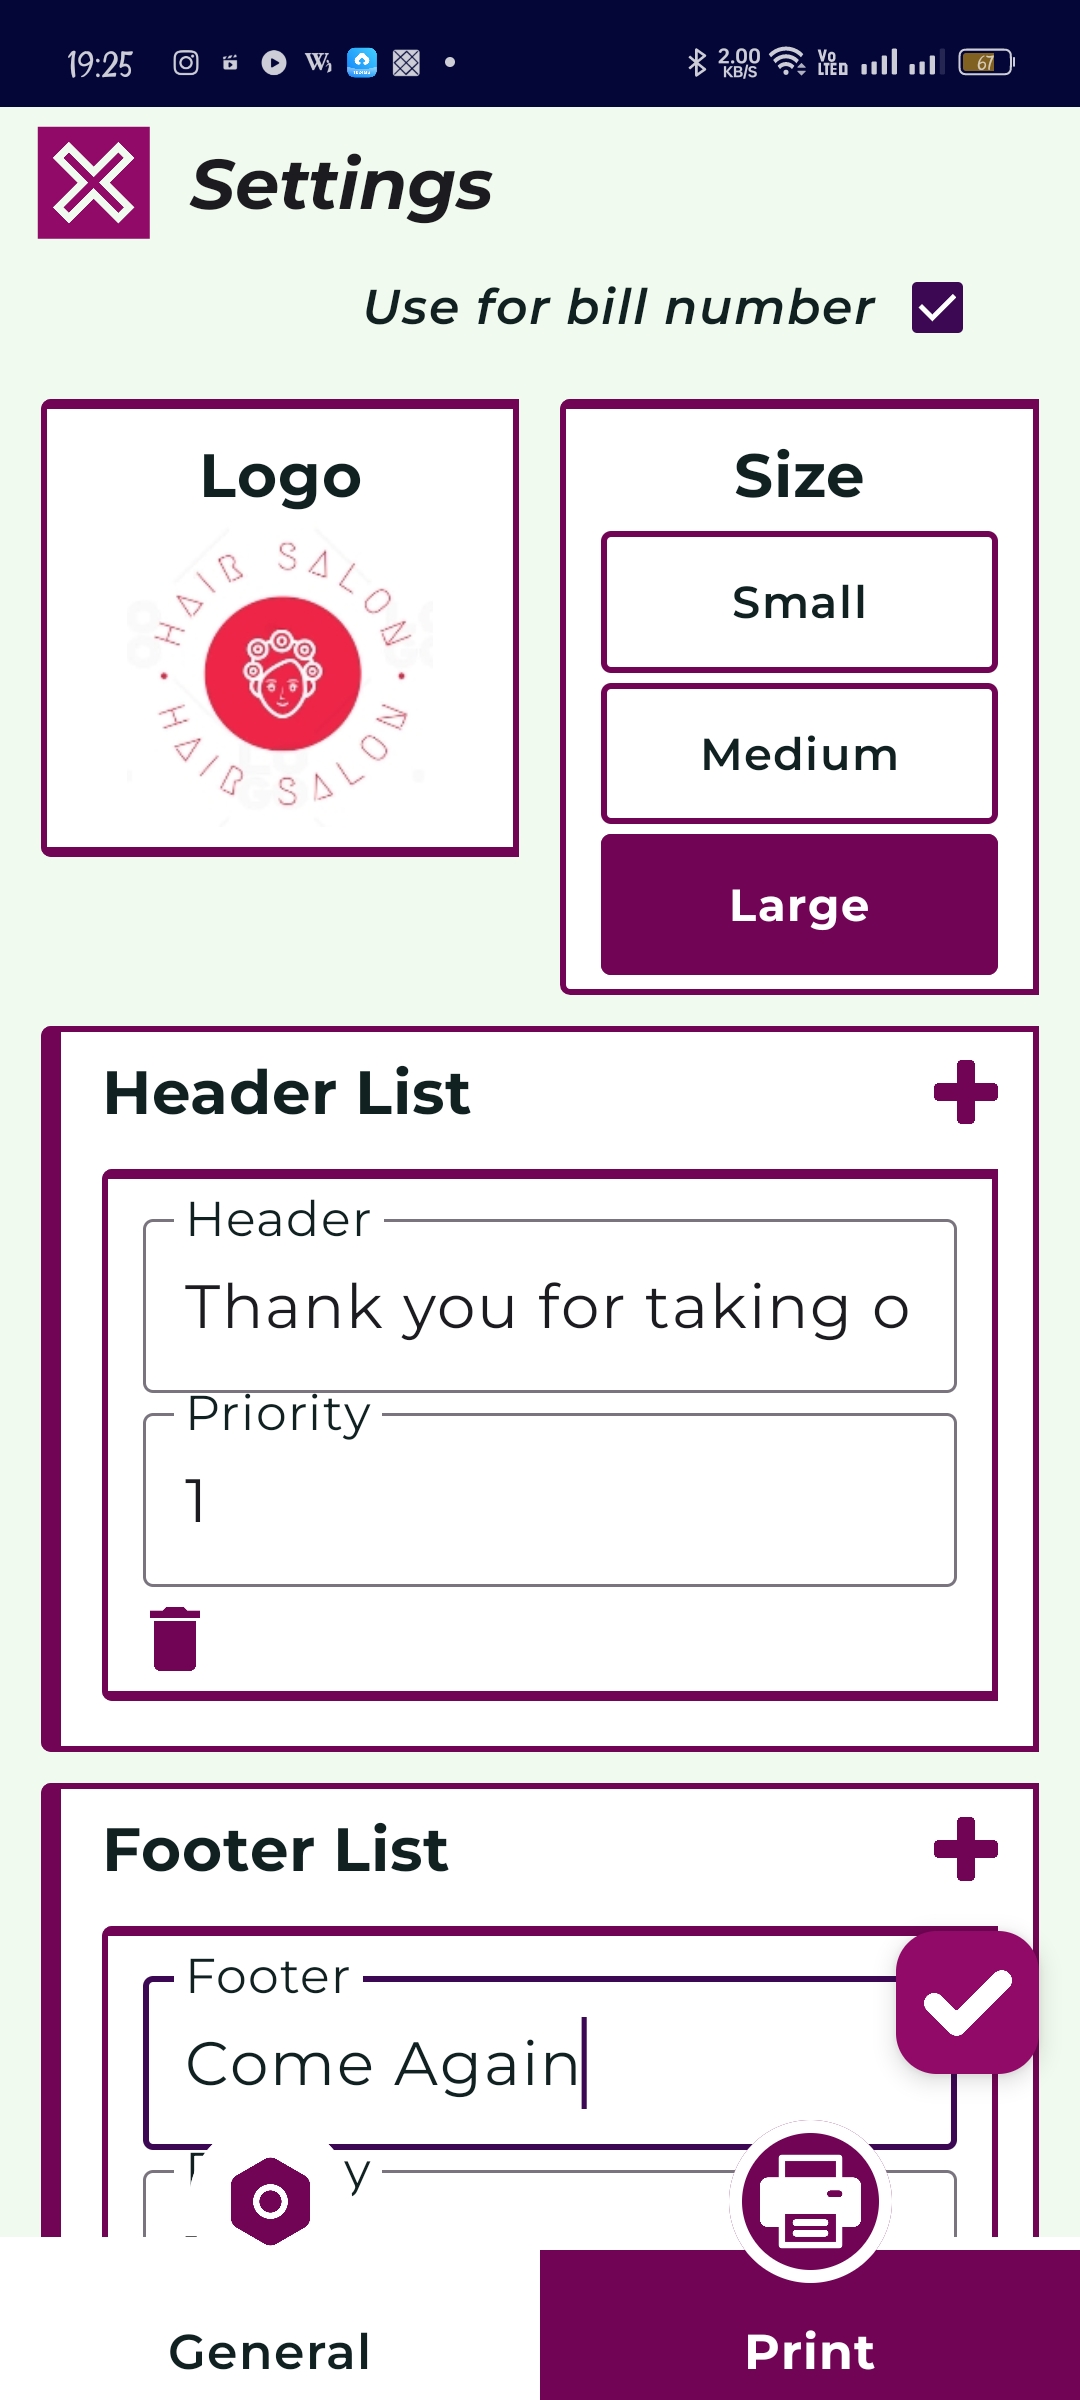 19:25
2.00
KB/S
Vo
LTED
67
Settings
Use for bill number
Logo
HAIR SALON
HAIR SALON
Size
Small
Medium
Large
Header List
Header
Thank you for taking o
Priority
1
Footer List
Footer
Come Again
General
Print